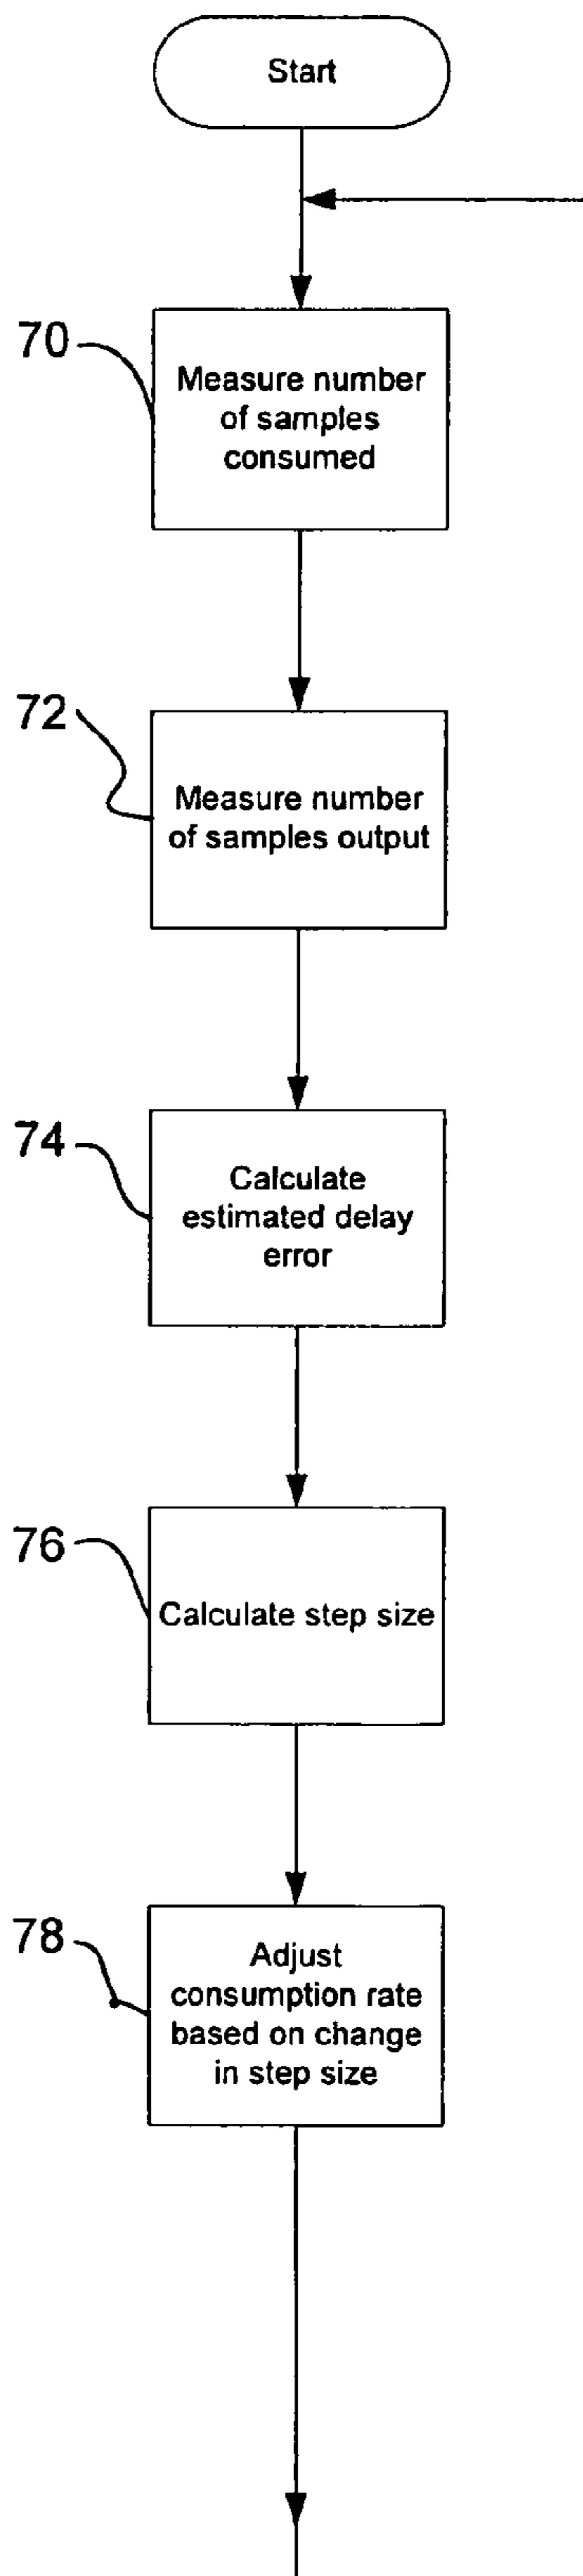 Start
70
Measure number
of samples
consumed
72
Measure number
of samples output
74
Calculate
estimated delay
error
76
Calculate step size
78
Adjust
consumption rate
based on change
in step size